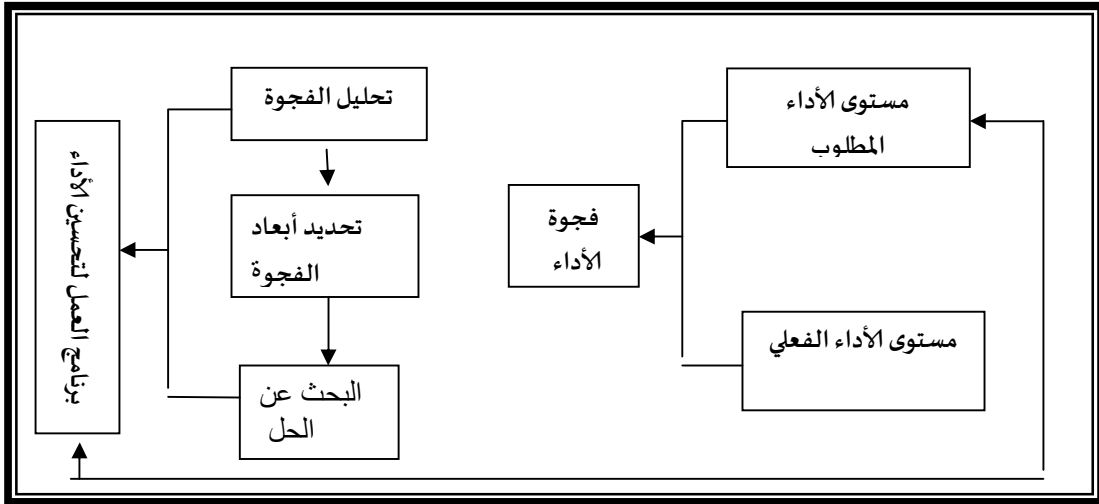 مستوى الأداء
المطلوب
مستوى الأداء الفعلي
فجوة
الأداء
تحليل الفجوة
تحديد أبعاد
الفجوة
البحث عن
الحل
برنامج العمل لتحسين الأداء